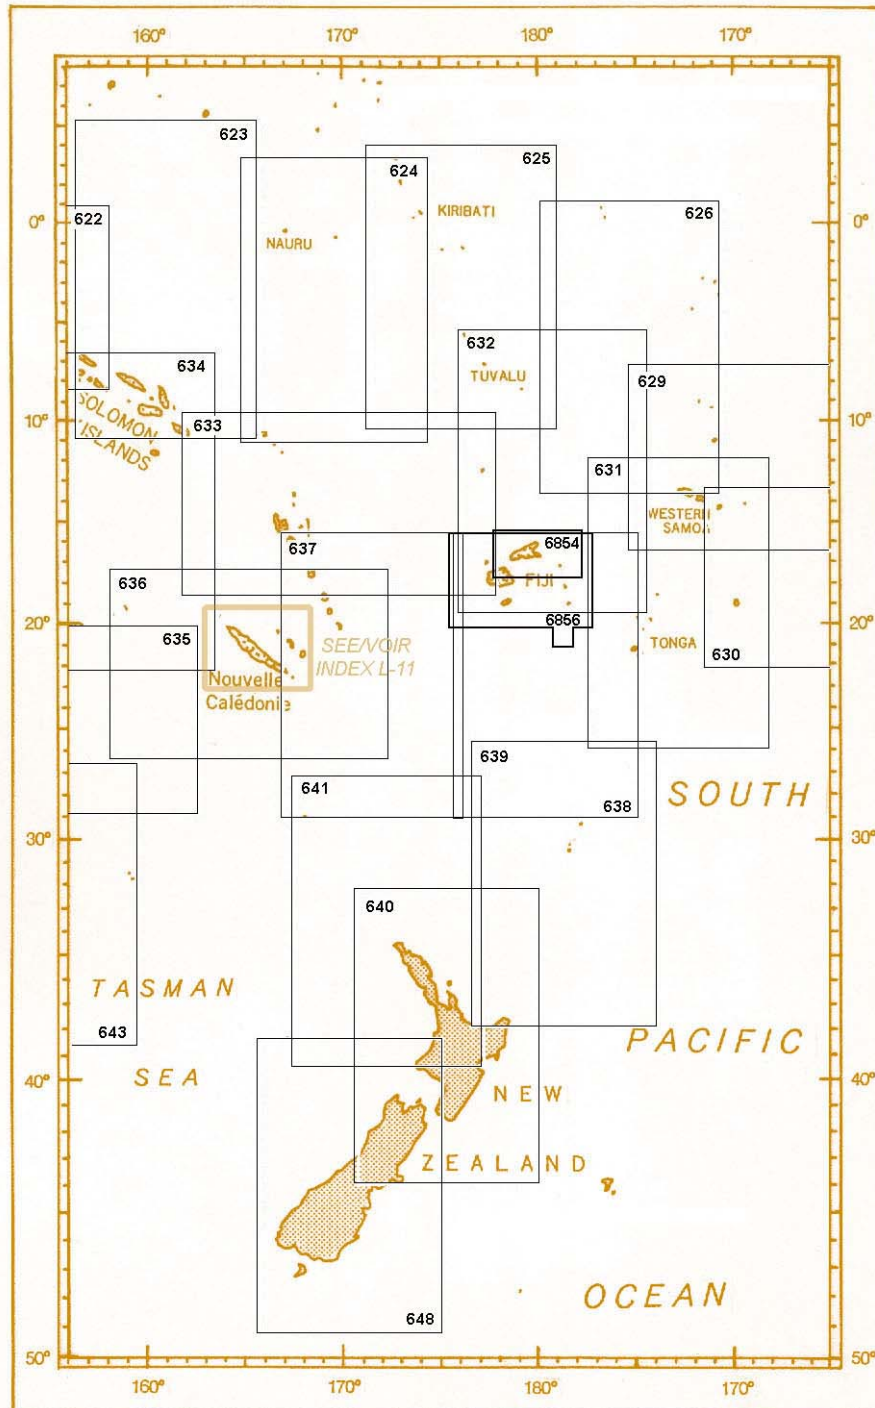 160°
170°
180°
170°
623
625
624
626
KIRIBATI
622
0°
0°
NAURU
632
634
TUVALU
629
SOLOMON
ISLANDS
10°
10°
633
631
WESTERN
SAMOA
637
6854
FIJI
636
6856
20°
20°
635
SEE/VOIR
INDEX L-11
TONGA
630
Nouvelle
Calédonie
639
641
638
SOUTH
30°
30°
640
TASMAN
643
PACIFIC
SEA
40°
40°
NEW
ZEALAND
OCEAN
648
50°
50°
160°
170°
180°
170°